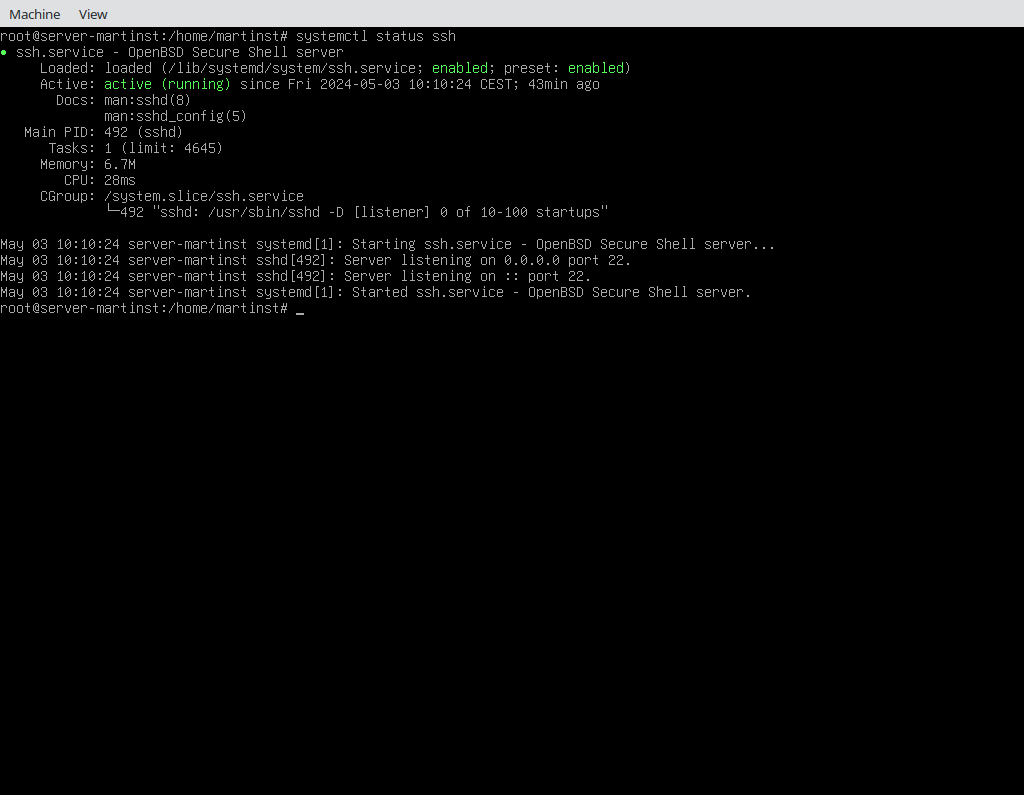 Machine View
root@server-martinst:/home/martinst# systemctl status ssh
● ssh.service - OpenBSD Secure Shell server
     Loaded: loaded (/lib/systemd/system/ssh.service; enabled; preset: enabled)
     Active: active (running) since Fri 2024-05-03 10:10:24 CEST; 43min ago
       Docs: man:sshd(8)
             man:sshd_config(5)
   Main PID: 492 (sshd)
      Tasks: 1 (limit: 4645)
     Memory: 6.7M
        CPU: 28ms
     CGroup: /system.slice/ssh.service
             └─492 "sshd: /usr/sbin/sshd -D [listener] 0 of 10-100 startups"
May 03 10:10:24 server-martinst systemd[1]: Starting ssh.service - OpenBSD Secure Shell server...
May 03 10:10:24 server-martinst sshd[492]: Server listening on 0.0.0.0 port 22.
May 03 10:10:24 server-martinst sshd[492]: Server listening on :: port 22.
May 03 10:10:24 server-martinst systemd[1]: Started ssh.service - OpenBSD Secure Shell server.
root@server-martinst:/home/martinst# _